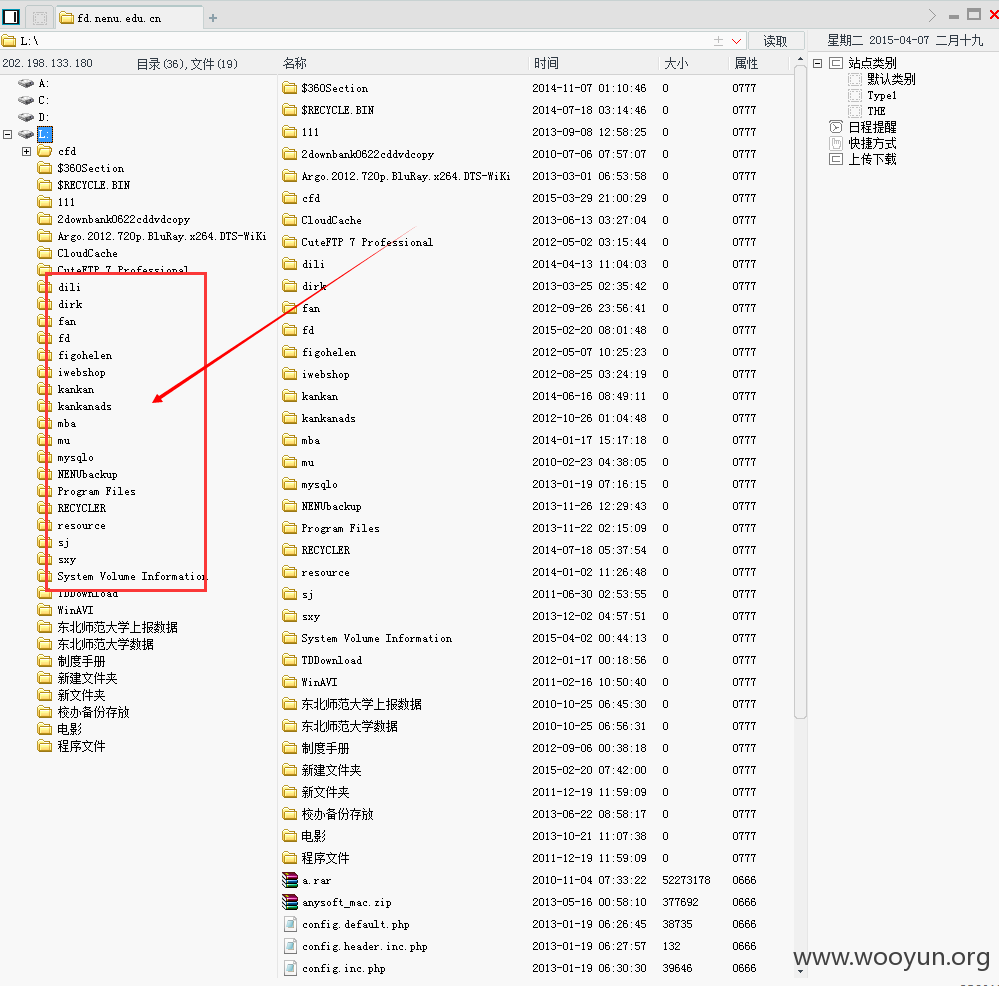 fd.nenu.edu.cn
L:\
读取
星期二 2015-04-07 二月十九
202.198.133.180 目录(36),文件(19)
A:
C:
D:
L:
cfd
$360Section
$RECYCLE.BIN
111
2downbank0622cddvdcopy
Argo.2012.720p.BluRay.x264.DTS-WiKi
CloudCache
CuteFTP 7 Professional
dili
dirk
fan
fd
figohelen
iwebshop
kankan
kankanads
mba
mu
mysqlo
NENUbackup
Program Files
RECYCLER
resource
sj
sxy
System Volume Information
TDDownload
WinAVI
东北师范大学上报数据
东北师范大学数据
制度手册
新建文件夹
新文件夹
校办备份存放
电影
程序文件
名称 时间 大小 属性
$360Section 2014-11-07 01:10:46 0 0777
$RECYCLE.BIN 2014-07-18 03:14:46 0 0777
111 2013-09-08 12:58:25 0 0777
2downbank0622cddvdcopy 2010-07-06 07:57:07 0 0777
Argo.2012.720p.BluRay.x264.DTS-WiKi 2013-03-01 06:53:58 0 0777
cfd 2015-03-29 21:00:29 0 0777
CloudCache 2013-06-13 03:27:04 0 0777
CuteFTP 7 Professional 2012-05-02 03:15:44 0 0777
dili 2014-04-13 11:04:03 0 0777
dirk 2013-03-25 02:35:42 0 0777
fan 2012-09-26 23:56:41 0 0777
fd 2015-02-20 08:01:48 0 0777
figohelen 2012-05-07 10:25:23 0 0777
iwebshop 2012-08-25 03:24:19 0 0777
kankan 2014-06-16 08:49:11 0 0777
kankanads 2012-10-26 01:04:48 0 0777
mba 2014-01-17 15:17:18 0 0777
mu 2010-02-23 04:38:05 0 0777
mysqlo 2013-01-19 07:16:15 0 0777
NENUbackup 2013-11-26 12:29:43 0 0777
Program Files 2013-11-22 02:15:09 0 0777
RECYCLER 2014-07-18 05:37:54 0 0777
resource 2014-01-02 11:26:48 0 0777
sj 2011-06-30 02:53:55 0 0777
sxy 2013-12-02 04:57:51 0 0777
System Volume Information 2015-04-02 00:44:13 0 0777
TDDownload 2012-01-17 00:18:56 0 0777
WinAVI 2011-02-16 10:50:40 0 0777
东北师范大学上报数据 2010-10-25 06:45:30 0 0777
东北师范大学数据 2010-10-25 06:56:31 0 0777
制度手册 2012-09-06 00:38:18 0 0777
新建文件夹 2015-02-20 07:42:00 0 0777
新文件夹 2011-12-19 11:59:09 0 0777
校办备份存放 2013-06-22 08:58:17 0 0777
电影 2013-10-21 11:07:38 0 0777
程序文件 2011-12-19 11:59:09 0 0777
a.rar 2010-11-04 07:33:22 52273178 0666
anysoft_mac.zip 2013-05-16 00:58:10 377692 0666
config.default.php 2013-01-19 06:26:45 38735 0666
config.header.inc.php 2013-01-19 06:27:57 132 0666
config.inc.php 2013-01-19 06:30:30 39646 0666
站点类别
默认类别
Type1
THE
日程提醒
快捷方式
上传下载
www.wooyun.org